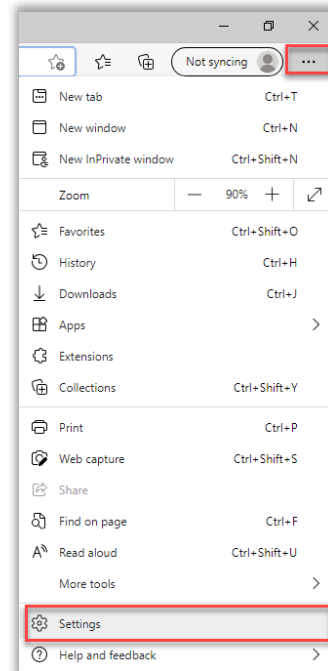 Not syncing
New tab Ctrl+T
New window Ctrl+N
New InPrivate window Ctrl+Shift+N
Zoom 90%
Favorites Ctrl+Shift+O
History Ctrl+H
Downloads Ctrl+J
Apps
Extensions
Collections Ctrl+Shift+Y
Print Ctrl+P
Web capture Ctrl+Shift+S
Share
Find on page Ctrl+F
Read aloud Ctrl+Shift+U
More tools
Settings
Help and feedback